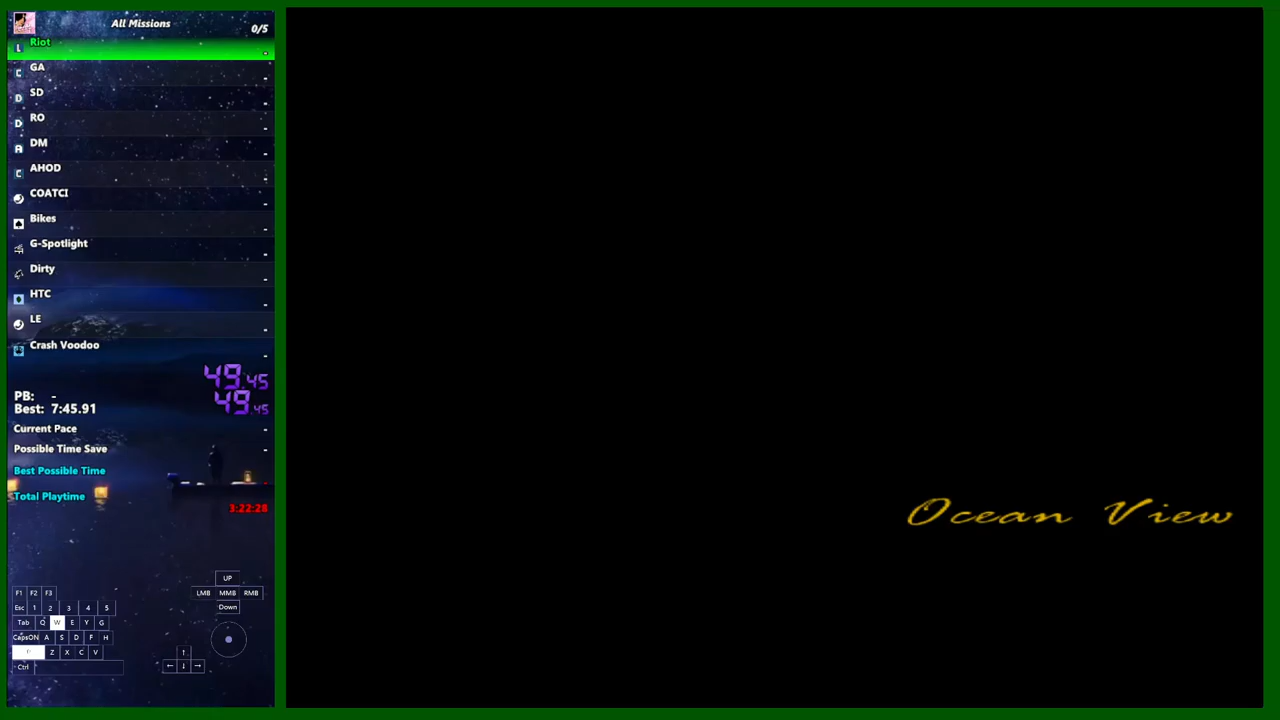 All Missions
0/5
Riot -
GA -
SD -
RO -
DM -
AHOD -
COATCI -
Bikes -
G-Spotlight -
Dirty -
HTC -
LE -
Crash Voodoo -
49.45
49.45
PB: -
Best: 7:45.91
Current Pace -
Possible Time Save -
Best Possible Time
Total Playtime
3:22:28
Ocean View
UP
F1 F2 F3
LMB MMB RMB
Esc 1 2 3 4 5
Down
Tab Q W E Y G
CapsON A S D F H
Z X C V
↑
Ctrl
← ↓ →